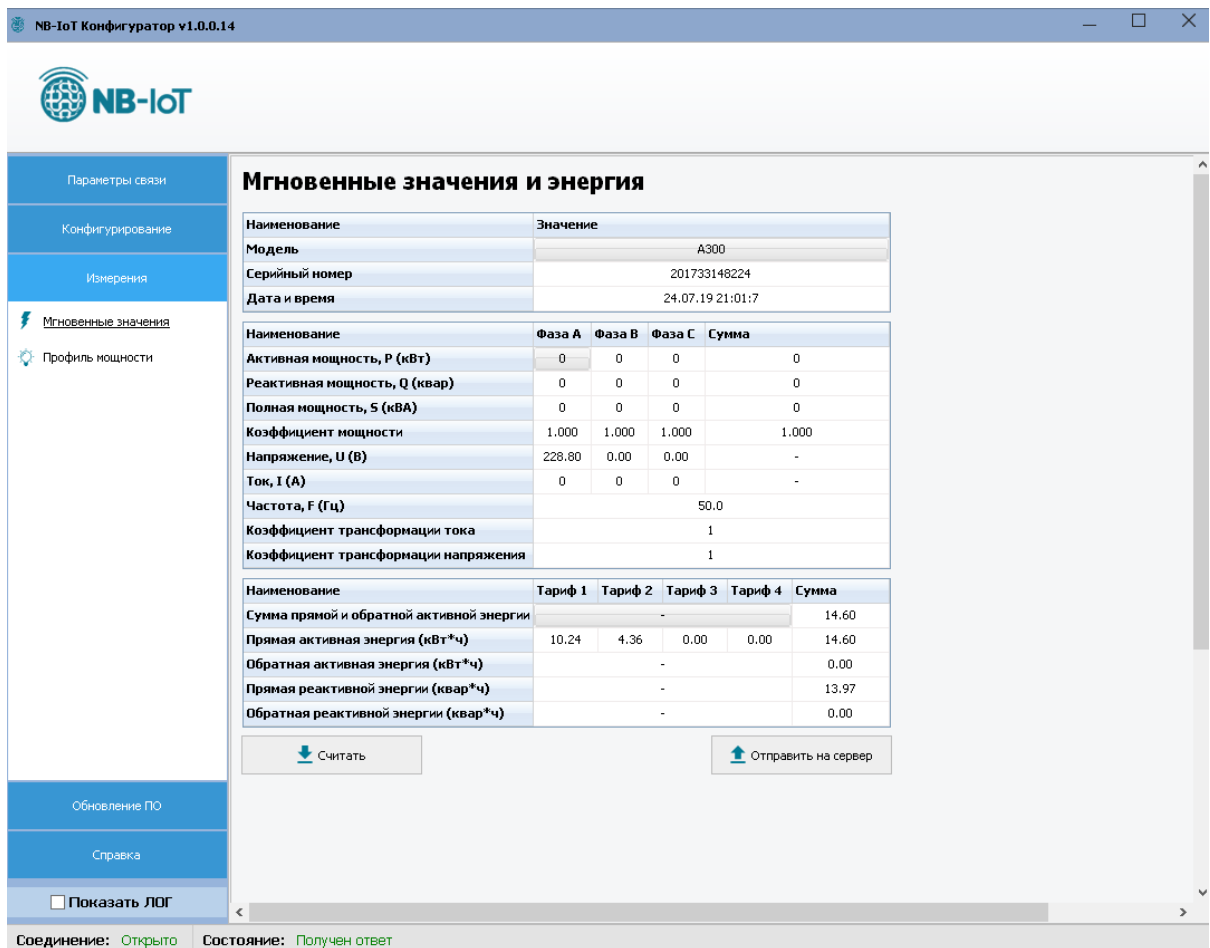 NB-IoT Конфигуратор v1.0.0.14
NB-IoT
Параметры связи
Конфигурирование
Измерения
Мгновенные значения
Профиль мощности
Обновление ПО
Справка
Показать ЛОГ
Мгновенные значения и энергия
Наименование Значение
Модель А300
Серийный номер 201733148224
Дата и время 24.07.19 21:01:7
Наименование Фаза А Фаза В Фаза С Сумма
Активная мощность, P (кВт) 0 0 0 0
Реактивная мощность, Q (квар) 0 0 0 0
Полная мощность, S (кВА) 0 0 0 0
Коэффициент мощности 1.000 1.000 1.000 1.000
Напряжение, U (В) 228.80 0.00 0.00 -
Ток, I (А) 0 0 0 -
Частота, F (Гц) 50.0
Коэффициент трансформации тока 1
Коэффициент трансформации напряжения 1
Наименование Тариф 1 Тариф 2 Тариф 3 Тариф 4 Сумма
Сумма прямой и обратной активной энергии - 14.60
Прямая активная энергия (кВт*ч) 10.24 4.36 0.00 0.00 14.60
Обратная активная энергия (кВт*ч) - 0.00
Прямая реактивной энергии (квар*ч) - 13.97
Обратная реактивной энергии (квар*ч) - 0.00
Считать
Отправить на сервер
Соединение: Открыто Состояние: Получен ответ